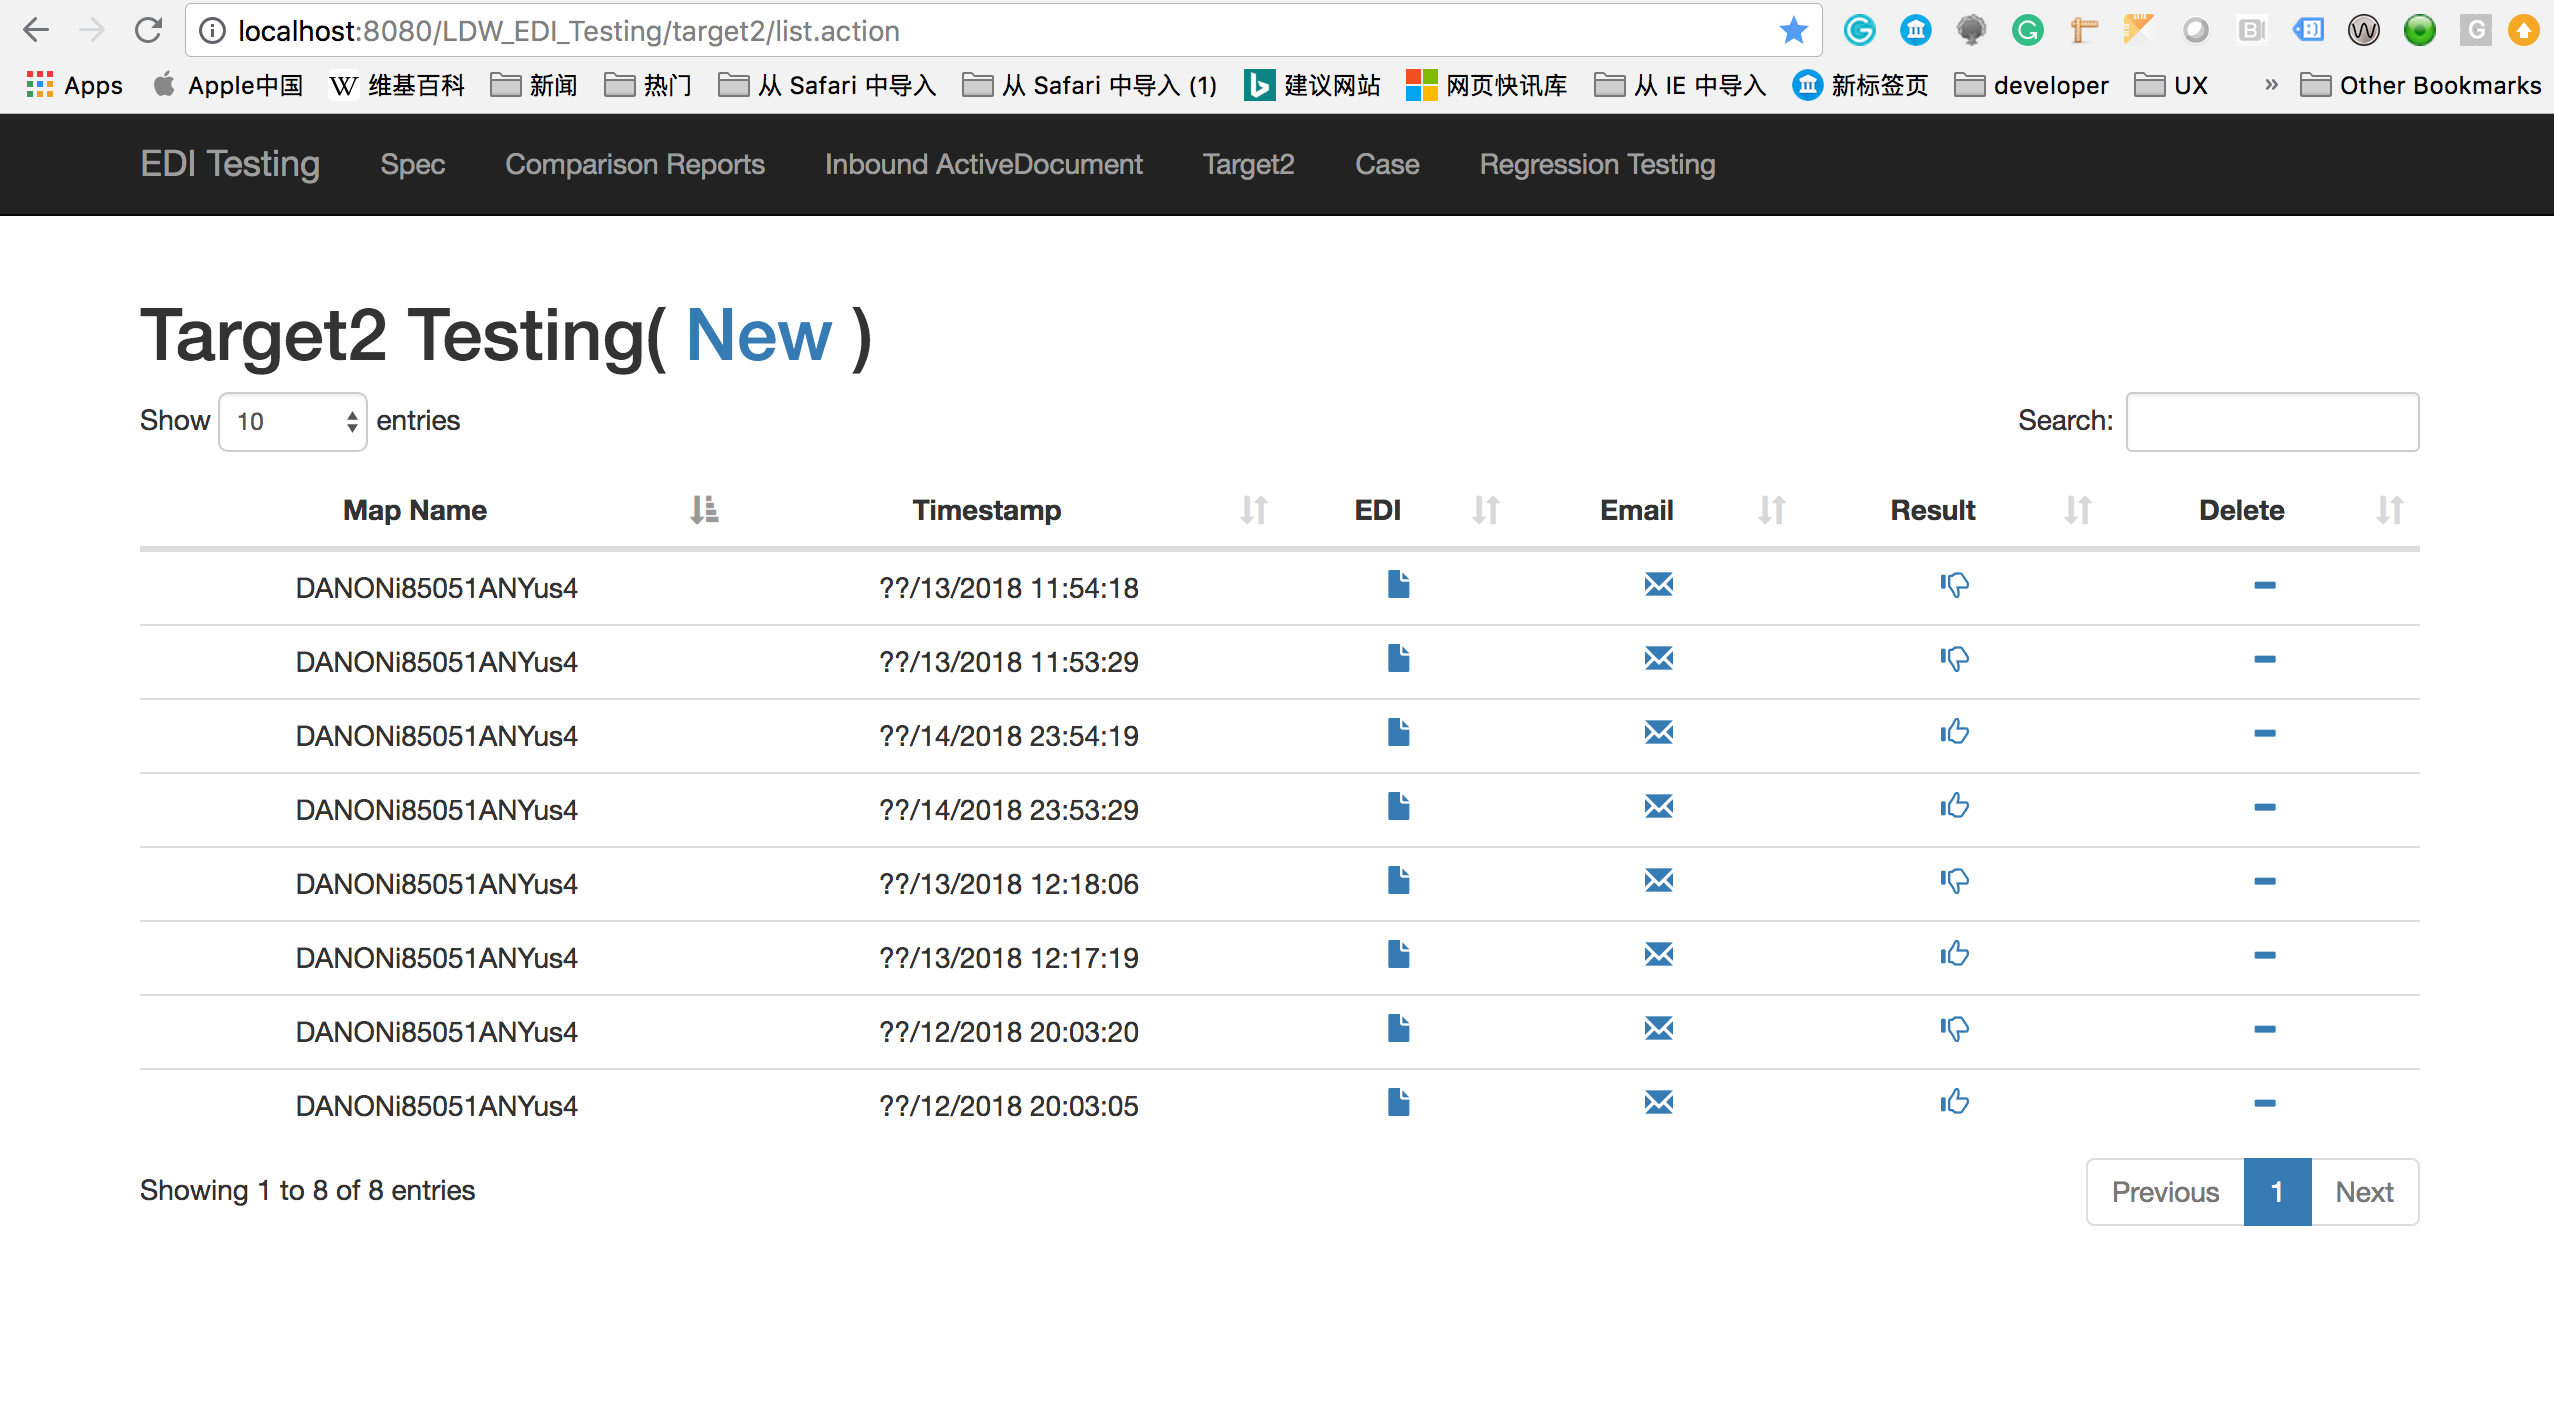 localhost:8080/LDW_EDI_Testing/target2/list.action
Apps Apple中国 W 维基百科 新闻 热门 从 Safari 中导入 从 Safari 中导入 (1) 建议网站 网页快讯库 从 IE 中导入 新标签页 developer UX » Other Bookmarks
EDI Testing Spec Comparison Reports Inbound ActiveDocument Target2 Case Regression Testing
Target2 Testing( New )
Show 10 entries Search:
Map Name Timestamp EDI Email Result Delete
DANONi85051ANYus4 ??/13/2018 11:54:18
DANONi85051ANYus4 ??/13/2018 11:53:29
DANONi85051ANYus4 ??/14/2018 23:54:19
DANONi85051ANYus4 ??/14/2018 23:53:29
DANONi85051ANYus4 ??/13/2018 12:18:06
DANONi85051ANYus4 ??/13/2018 12:17:19
DANONi85051ANYus4 ??/12/2018 20:03:20
DANONi85051ANYus4 ??/12/2018 20:03:05
Showing 1 to 8 of 8 entries Previous 1 Next